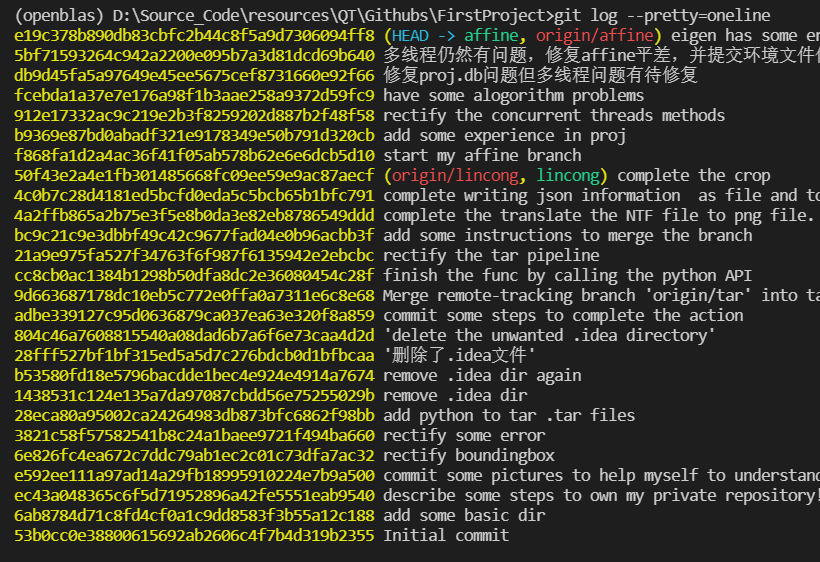 (openblas) D:\Source_Code\resources\QT\Githubs\FirstProject>git log --pretty=oneline
e19c378b890db83cbfc2b44c8f5a9d7306094ff8 (HEAD -> affine, origin/affine) eigen has some er
5bf71593264c942a2200e095b7a3d81dcd69b640 多线程仍然有问题，修复affine平差，并提交环境文件
db9d45fa5a97649e45ee5675cef8731660e92f66 修复proj.db问题但多线程问题有待修复
fcebda1a37e7e176a98f1b3aae258a9372d59fc9 have some alogorithm problems
912e17332ac9c219e2b3f8259202d887b2f48f58 rectify the concurrent threads methods
b9369e87bd0abadf321e9178349e50b791d320cb add some experience in proj
f868fa1d2a4ac36f41f05ab578b62e6e6dcb5d10 start my affine branch
50f43e2a4e1fb301485668fc09ee59e9ac87aecf (origin/lincong, lincong) complete the crop
4c0b7c28d4181ed5bcfd0eda5c5bcb65b1bfc791 complete writing json information  as file and to
4a2ffb865a2b75e3f5e8b0da3e82eb8786549ddd complete the translate the NTF file to png file.
bc9c21c9e3dbbf49c42c9677fad04e0b96acbb3f add some instructions to merge the branch
21a9e975fa527f34763f6f987f6135942e2ebcbc rectify the tar pipeline
cc8cb0ac1384b1298b50dfa8dc2e36080454c28f finish the func by calling the python API
9d663687178dc10eb5c772e0ffa0a7311e6c8e68 Merge remote-tracking branch 'origin/tar' into ta
adbe339127c95d0636879ca037ea63e320f8a859 commit some steps to complete the action
804c46a7608815540a08dad6b7a6f6e73caa4d2d 'delete the unwanted .idea directory'
28fff527bf1bf315ed5a5d7c276bdcb0d1bfbcaa '删除了.idea文件'
b53580fd18e5796bacdde1bec4e924e4914a7674 remove .idea dir again
1438531c124e135a7da97087cbdd56e75255029b remove .idea dir
28eca80a95002ca24264983db873bfc6862f98bb add python to tar .tar files
3821c58f57582541b8c24a1baee9721f494ba660 rectify some error
6e826fc4ea672c7ddc79ab1ec2c01c73dfa7ac32 rectify boundingbox
e592ee111a97ad14a29fb18995910224e7b9a500 commit some pictures to help myself to understand
ec43a048365c6f5d71952896a42fe5551eab9540 describe some steps to own my private repository!
6ab8784d71c8fd4cf0a1c9dd8583f3b55a12c188 add some basic dir
53b0cc0e38800615692ab2606c4f7b4d319b2355 Initial commit